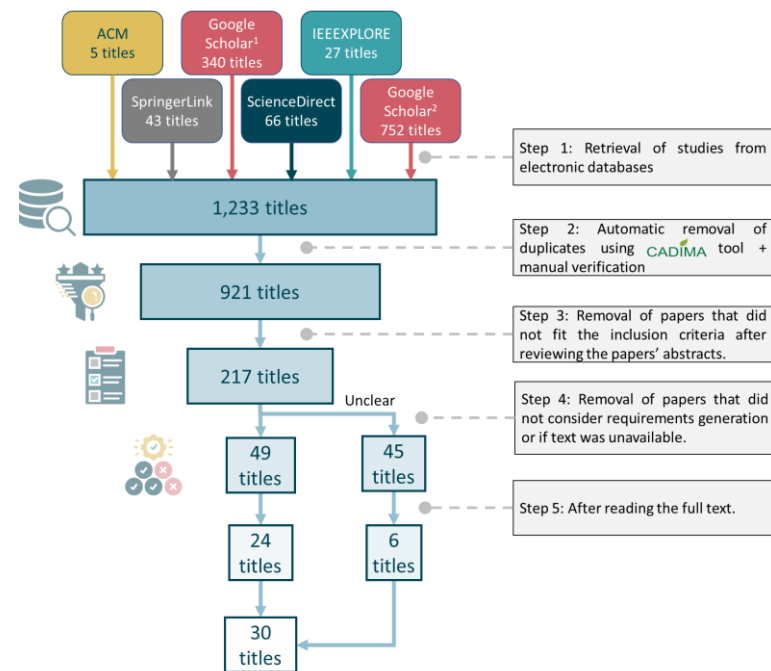 ACM
5 titles
Google
Scholar¹
340 titles
IEEEXPLORE
27 titles
SpringerLink
43 titles
ScienceDirect
66 titles
Google
Scholar²
752 titles
Step 1: Retrieval of studies from
electronic databases
1,233 titles
Step 2: Automatic removal of
duplicates using CADIMA tool +
manual verification
921 titles
Step 3: Removal of papers that did
not fit the inclusion criteria after
reviewing the papers’ abstracts.
217 titles
Unclear
Step 4: Removal of papers that did
not consider requirements generation
or if text was unavailable.
49
titles
45
titles
Step 5: After reading the full text.
24
titles
6
titles
30
titles